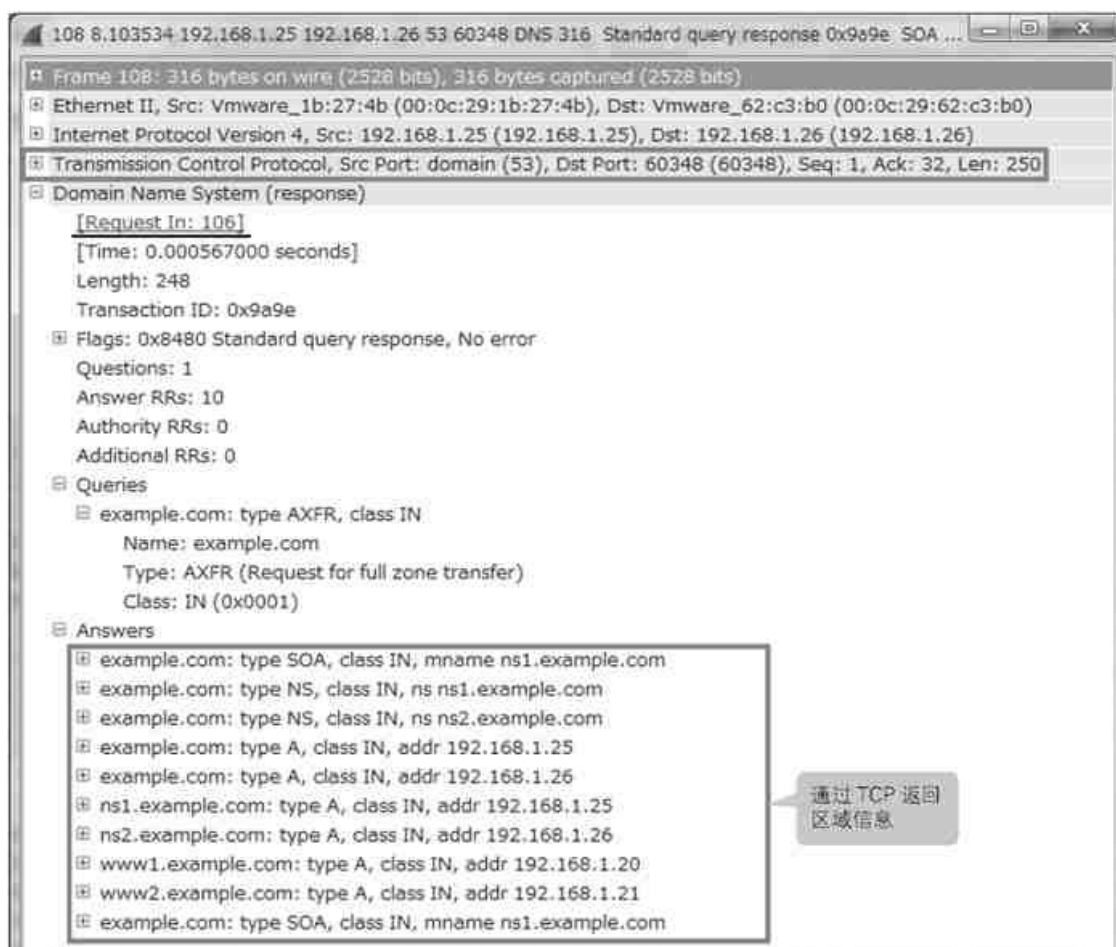 108 8.103534 192.168.1.25 192.168.1.26 53 60348 DNS 316 Standard query response 0x9a9e SOA ...
Frame 108: 316 bytes on wire (2528 bits), 316 bytes captured (2528 bits)
Ethernet II, Src: Vmware_1b:27:4b (00:0c:29:1b:27:4b), Dst: Vmware_62:c3:b0 (00:0c:29:62:c3:b0)
Internet Protocol Version 4, Src: 192.168.1.25 (192.168.1.25), Dst: 192.168.1.26 (192.168.1.26)
Transmission Control Protocol, Src Port: domain (53), Dst Port: 60348 (60348), Seq: 1, Ack: 32, Len: 250
Domain Name System (response)
[Request In: 106]
[Time: 0.000567000 seconds]
Length: 248
Transaction ID: 0x9a9e
Flags: 0x8480 Standard query response, No error
Questions: 1
Answer RRs: 10
Authority RRs: 0
Additional RRs: 0
Queries
example.com: type AXFR, class IN
Name: example.com
Type: AXFR (Request for full zone transfer)
Class: IN (0x0001)
Answers
example.com: type SOA, class IN, mname ns1.example.com
example.com: type NS, class IN, ns ns1.example.com
example.com: type NS, class IN, ns ns2.example.com
example.com: type A, class IN, addr 192.168.1.25
example.com: type A, class IN, addr 192.168.1.26
ns1.example.com: type A, class IN, addr 192.168.1.25
ns2.example.com: type A, class IN, addr 192.168.1.26
www1.example.com: type A, class IN, addr 192.168.1.20
www2.example.com: type A, class IN, addr 192.168.1.21
example.com: type SOA, class IN, mname ns1.example.com
通过 TCP 返回
区域信息